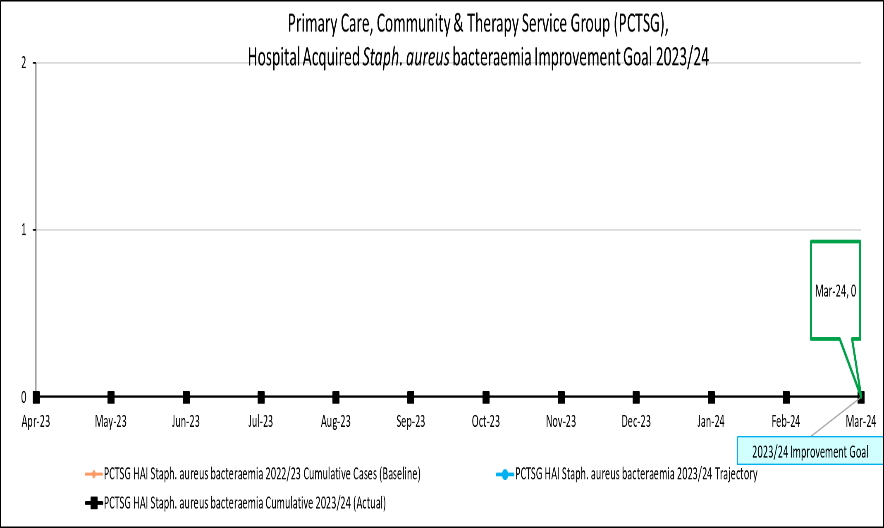 Primary Care, Community & Therapy Service Group (PCTSG),
Hospital Acquired Staph. aureus bacteraemia Improvement Goal 2023/24
2
1
Mar-24, 0
0
Apr-23 May-23 Jun-23 Jul-23 Aug-23 Sep-23 Oct-23 Nov-23 Dec-23 Jan-24 Feb-24 Mar-24
2023/24 Improvement Goal
PCTSG HAI Staph. aureus bacteraemia 2022/23 Cumulative Cases (Baseline)
PCTSG HAI Staph. aureus bacteraemia 2023/24 Trajectory
PCTSG HAI Staph. aureus bacteraemia Cumulative 2023/24 (Actual)